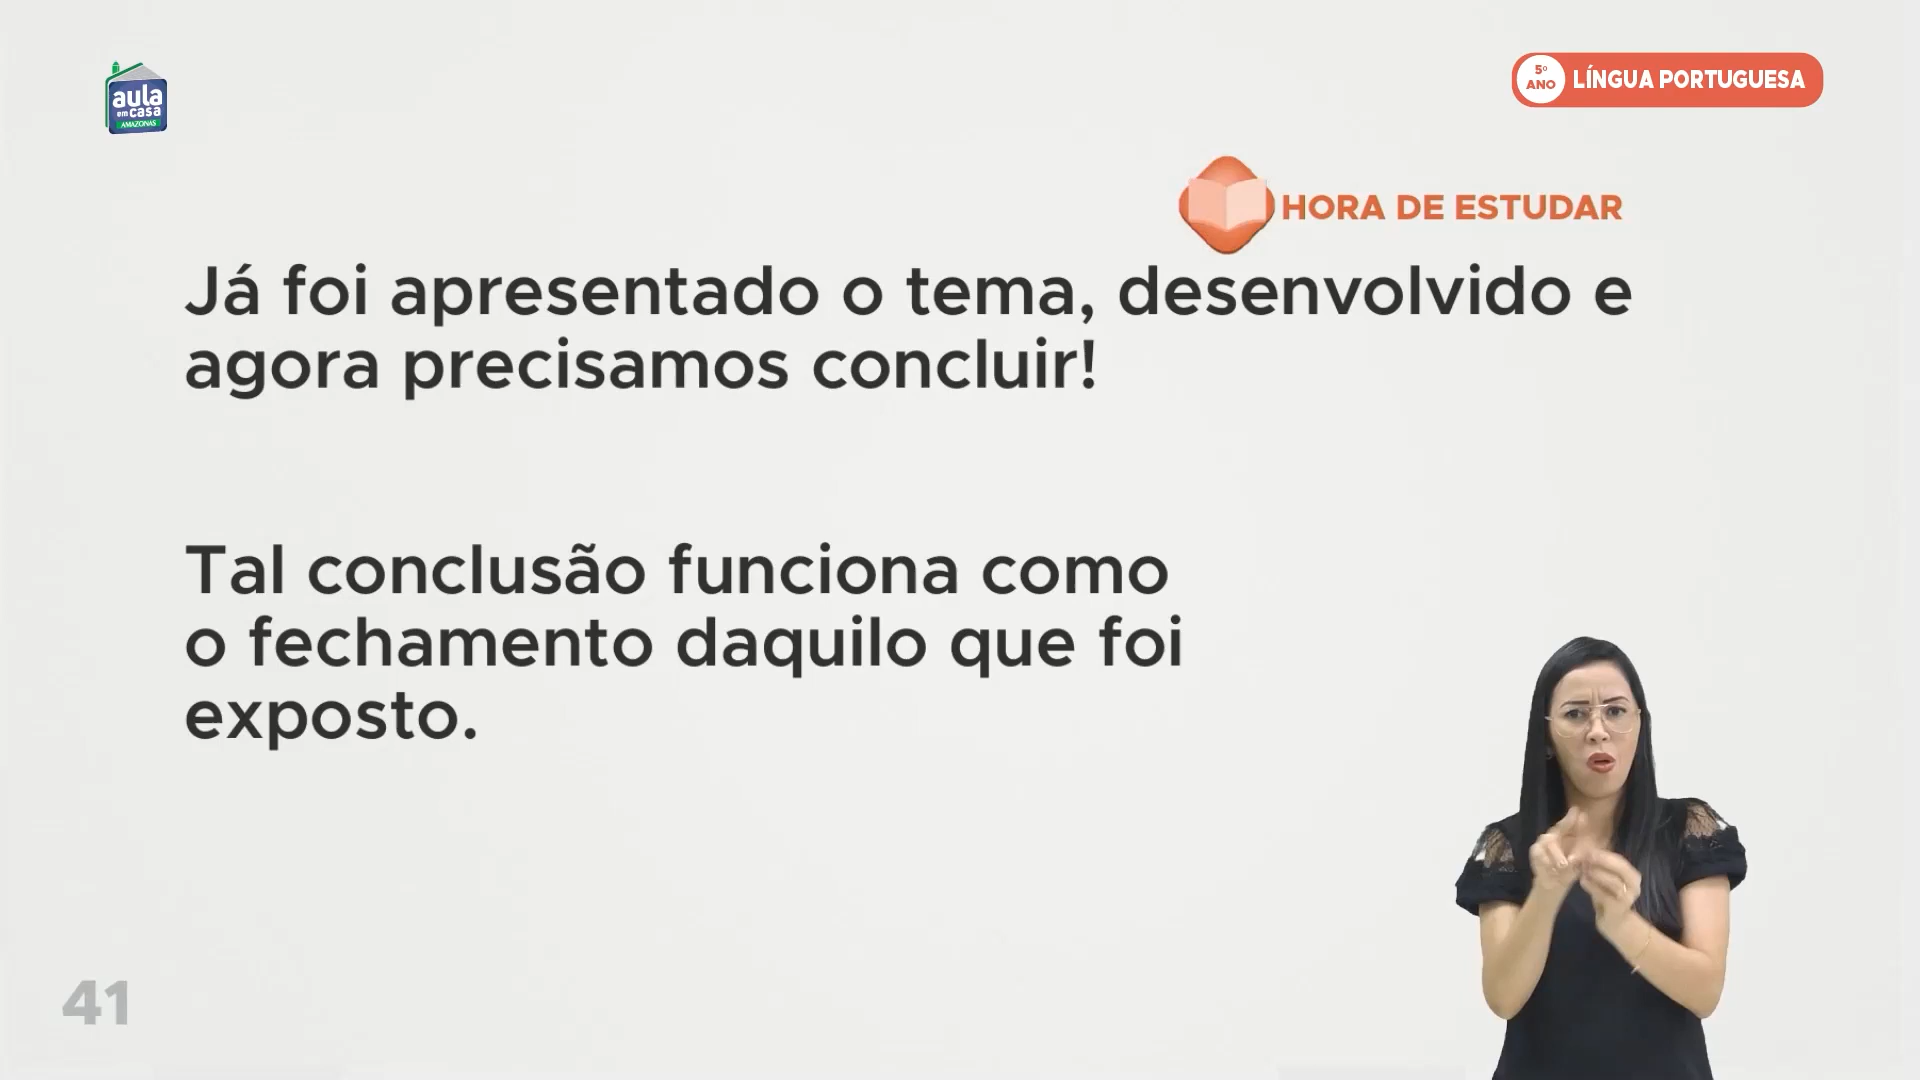 aula
em casa
AMAZONAS
5º
ANO
LÍNGUA PORTUGUESA
HORA DE ESTUDAR
Já foi apresentado o tema, desenvolvido e
agora precisamos concluir!
Tal conclusão funciona como
o fechamento daquilo que foi
exposto.
41